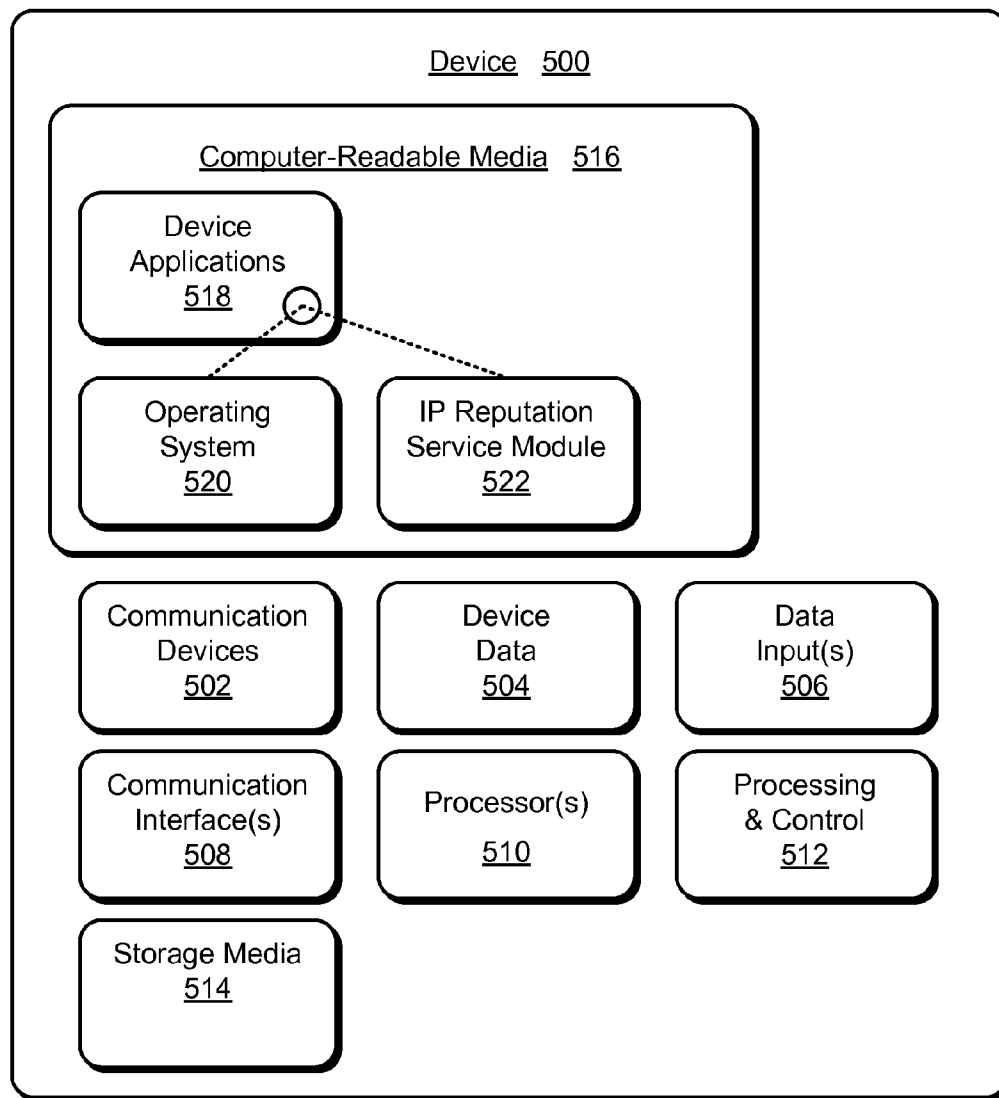 Device 500
Computer-Readable Media 516
Device
Applications
518
Operating
System
520
IP Reputation
Service Module
522
Communication
Devices
502
Device
Data
504
Data
Input(s)
506
Communication
Interface(s)
508
Processor(s)
510
Processing
& Control
512
Storage Media
514